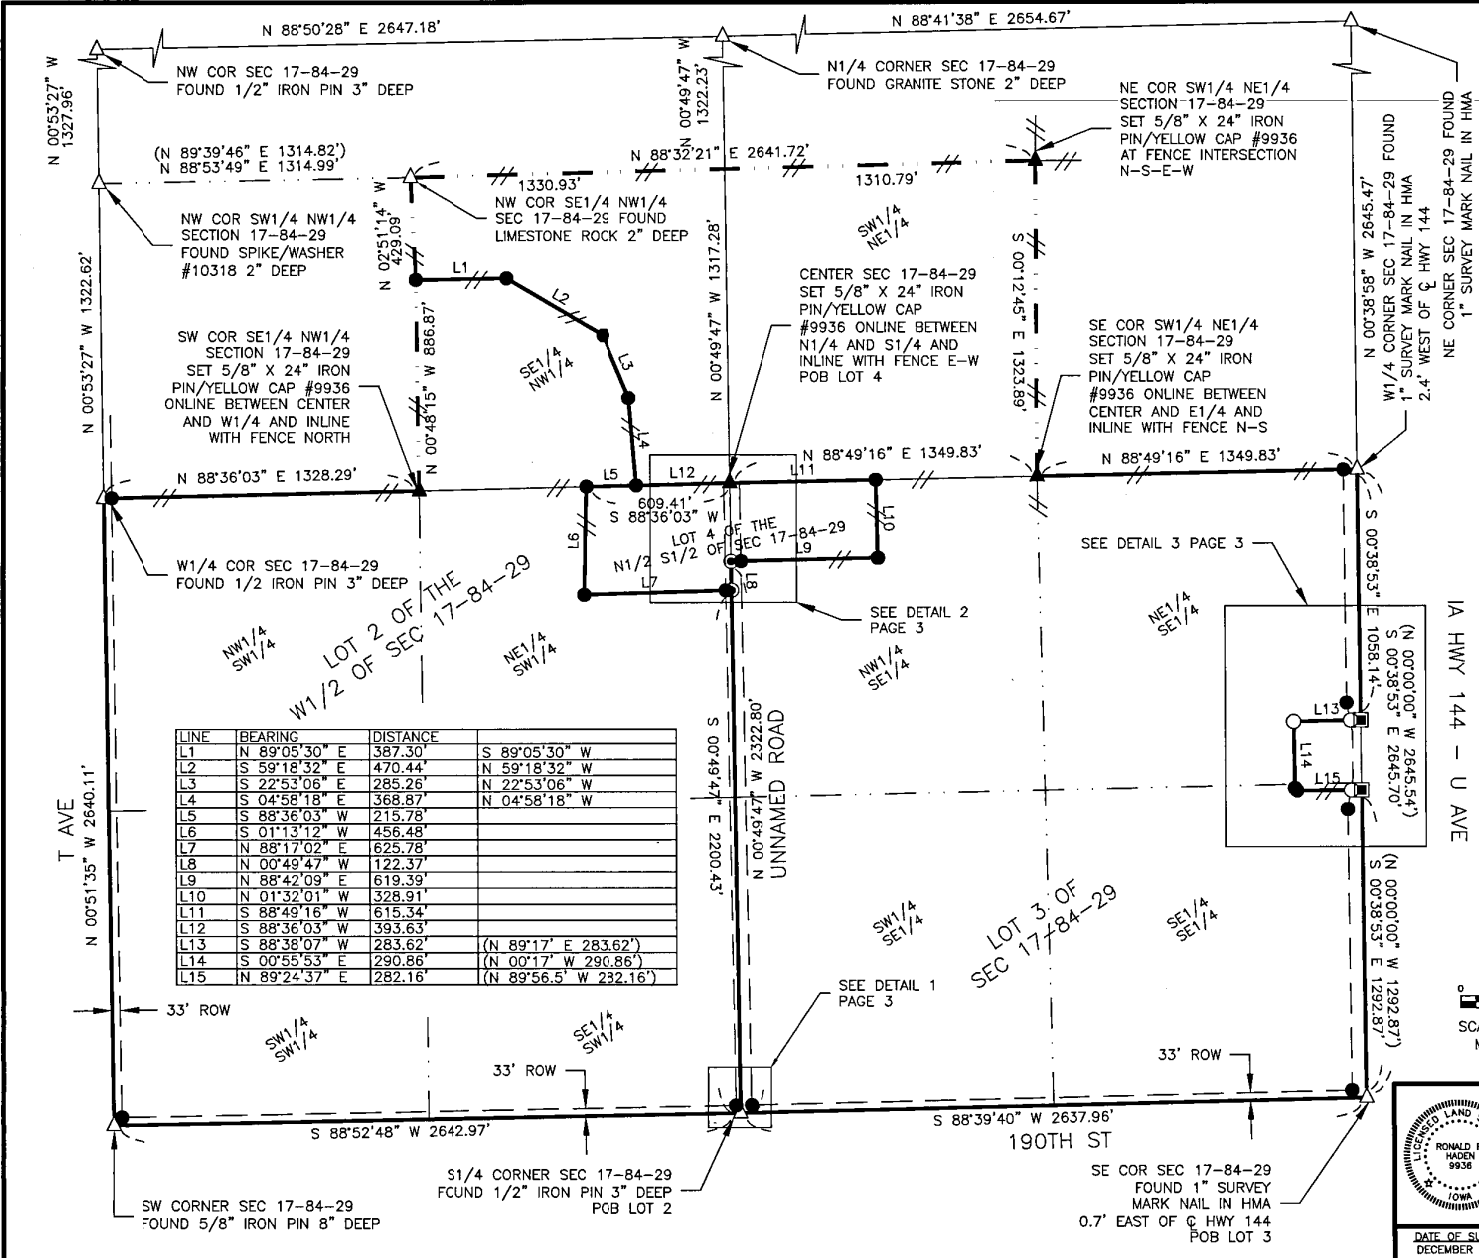 N 88°50'28" E 2647.18'
N 88°41'38" E 2654.67'
NW COR SEC 17-84-29
FOUND 1/2" IRON PIN 3" DEEP
N 00°53'27" W
1327.96'
N 00°49'47" W
1322.23'
N1/4 CORNER SEC 17-84-29
FOUND GRANITE STONE 2" DEEP
NE COR SW1/4 NE1/4
SECTION 17-84-29
SET 5/8" X 24" IRON
PIN/YELLOW CAP #9936
AT FENCE INTERSECTION
N-S-E-W
NE CORNER SEC 17-84-29 FOUND
1" SURVEY MARK NAIL IN HMA
W1/4 CORNER SEC 17-84-29 FOUND
1" SURVEY MARK NAIL IN HMA
2.4' WEST OF ℄ HWY 144
N 00°38'58" W 2645.47'
(N 89°39'46" E 1314.82')
N 88°53'49" E 1314.99'
N 88°32'21" E 2641.72'
1330.93'
1310.79'
NW COR SE1/4 NW1/4
SEC 17-84-29 FOUND
LIMESTONE ROCK 2" DEEP
NW COR SW1/4 NW1/4
SECTION 17-84-29
FOUND SPIKE/WASHER
#10318 2" DEEP
N 02°51'14" W
429.09'
SW1/4
NE1/4
N 00°53'27" W 1322.62'
N 00°48'15" W 886.87'
N 00°49'47" W 1317.28'
S 00°12'45" E 1323.89'
L1
L2
L3
L4
SE1/4
NW1/4
CENTER SEC 17-84-29
SET 5/8" X 24" IRON
PIN/YELLOW CAP
#9936 ONLINE BETWEEN
N1/4 AND S1/4 AND
INLINE WITH FENCE E-W
POB LOT 4
SW COR SE1/4 NW1/4
SECTION 17-84-29
SET 5/8" X 24" IRON
PIN/YELLOW CAP #9936
ONLINE BETWEEN CENTER
AND W1/4 AND INLINE
WITH FENCE NORTH
SE COR SW1/4 NE1/4
SECTION 17-84-29
SET 5/8" X 24" IRON
PIN/YELLOW CAP
#9936 ONLINE BETWEEN
CENTER AND E1/4 AND
INLINE WITH FENCE N-S
N 88°36'03" E 1328.29'
L5
L12
L11
N 88°49'16" E 1349.83'
N 88°49'16" E 1349.83'
609.41'
S 88°36'03" W
LOT 4 OF THE
N1/2 S1/2 OF SEC 17-84-29
L6
L7
L8
L9
L10
SEE DETAIL 2
PAGE 3
SEE DETAIL 3 PAGE 3
W1/4 COR SEC 17-84-29
FOUND 1/2 IRON PIN 3" DEEP
LOT 2 OF THE
W1/2 OF SEC 17-84-29
NW1/4
SW1/4
NE1/4
SW1/4
NW1/4
SE1/4
NE1/4
SE1/4
S 00°38'53" E 1058.14'
(N 00°00'00" W 2645.54')
S 00°38'53" E 2645.70'
L13
L14
L15
IA HWY 144 - U AVE
LINE BEARING DISTANCE
L1 N 89°05'30" E 387.30' S 89°05'30" W
L2 S 59°18'32" E 470.44' N 59°18'32" W
L3 S 22°53'06" E 285.26' N 22°53'06" W
L4 S 04°58'18" E 368.87' N 04°58'18" W
L5 S 88°36'03" W 215.78'
L6 S 01°13'12" W 456.48'
L7 N 88°17'02" E 625.78'
L8 N 00°49'47" W 122.37'
L9 N 88°42'09" E 619.39'
L10 N 01°32'01" W 328.91'
L11 S 88°49'16" W 615.34'
L12 S 88°36'03" W 393.63'
L13 S 88°38'07" W 283.62' (N 89°17' E 283.62')
L14 S 00°55'53" E 290.86' (N 00°17' W 290.86')
L15 N 89°24'37" E 282.16' (N 89°56.5' W 282.16')
T AVE
N 00°51'35" W 2640.11'
S 00°49'47" E 2200.43'
N 00°49'47" W 2322.80'
UNNAMED ROAD
SW1/4
SE1/4
LOT 3 OF
SEC 17-84-29
SE1/4
SE1/4
(N 00°00'00" W 1292.87')
S 00°38'53" E 1292.87'
33' ROW
SW1/4
SW1/4
SE1/4
SW1/4
33' ROW
SEE DETAIL 1
PAGE 3
33' ROW
S 88°52'48" W 2642.97'
S 88°39'40" W 2637.96'
190TH ST
S1/4 CORNER SEC 17-84-29
FOUND 1/2" IRON PIN 3" DEEP
POB LOT 2
SW CORNER SEC 17-84-29
FOUND 5/8" IRON PIN 8" DEEP
SE COR SEC 17-84-29
FOUND 1" SURVEY
MARK NAIL IN HMA
0.7' EAST OF ℄ HWY 144
POB LOT 3
0
LICENSED LAND
RONALD
HADEN
9936
IOWA
DATE OF
DECEMBER